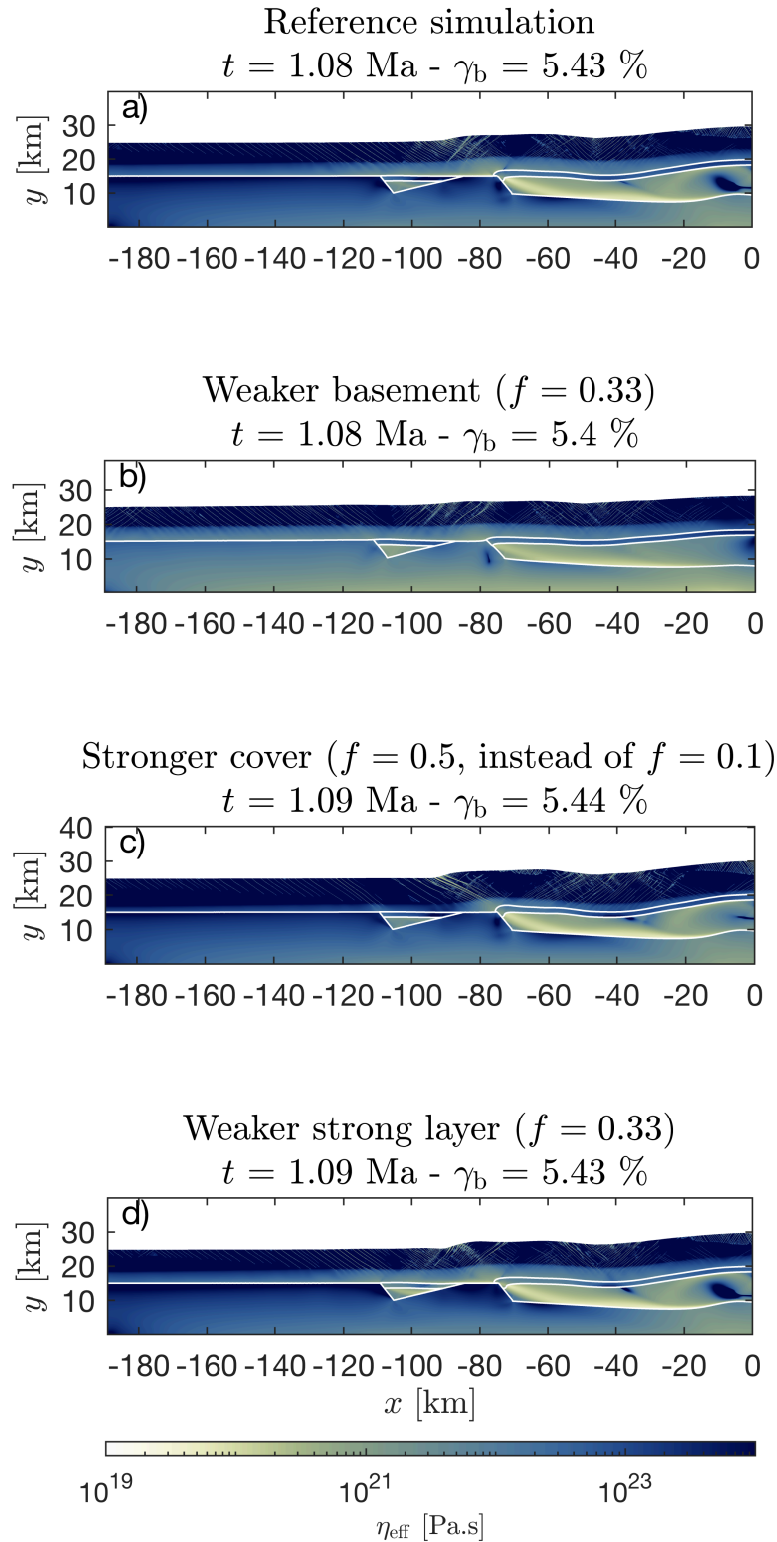 Reference simulation
t = 1.08 Ma - γb = 5.43 %
a)
30
20
10
y [km]
-180 -160 -140 -120 -100 -80 -60 -40 -20 0
Weaker basement (f = 0.33)
t = 1.08 Ma - γb = 5.4 %
b)
30
20
10
y [km]
-180 -160 -140 -120 -100 -80 -60 -40 -20 0
Stronger cover (f = 0.5, instead of f = 0.1)
t = 1.09 Ma - γb = 5.44 %
40
c)
30
20
10
y [km]
-180 -160 -140 -120 -100 -80 -60 -40 -20 0
Weaker strong layer (f = 0.33)
t = 1.09 Ma - γb = 5.43 %
d)
30
20
10
y [km]
-180 -160 -140 -120 -100 -80 -60 -40 -20 0
x [km]
10^19 10^21 10^23
ηeff [Pa.s]